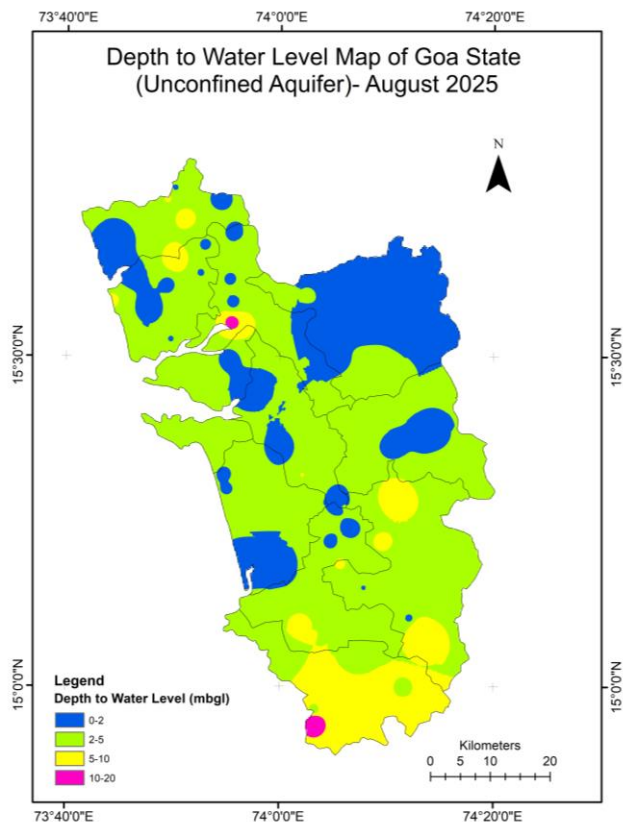 73°40'0"E
74°0'0"E
74°20'0"E
Depth to Water Level Map of Goa State
(Unconfined Aquifer)- August 2025
N
15°30'0"N
15°30'0"N
15°0'0"N
15°0'0"N
Legend
Depth to Water Level (mbgl)
0-2
2-5
5-10
10-20
Kilometers
0 5 10 20
73°40'0"E
74°0'0"E
74°20'0"E